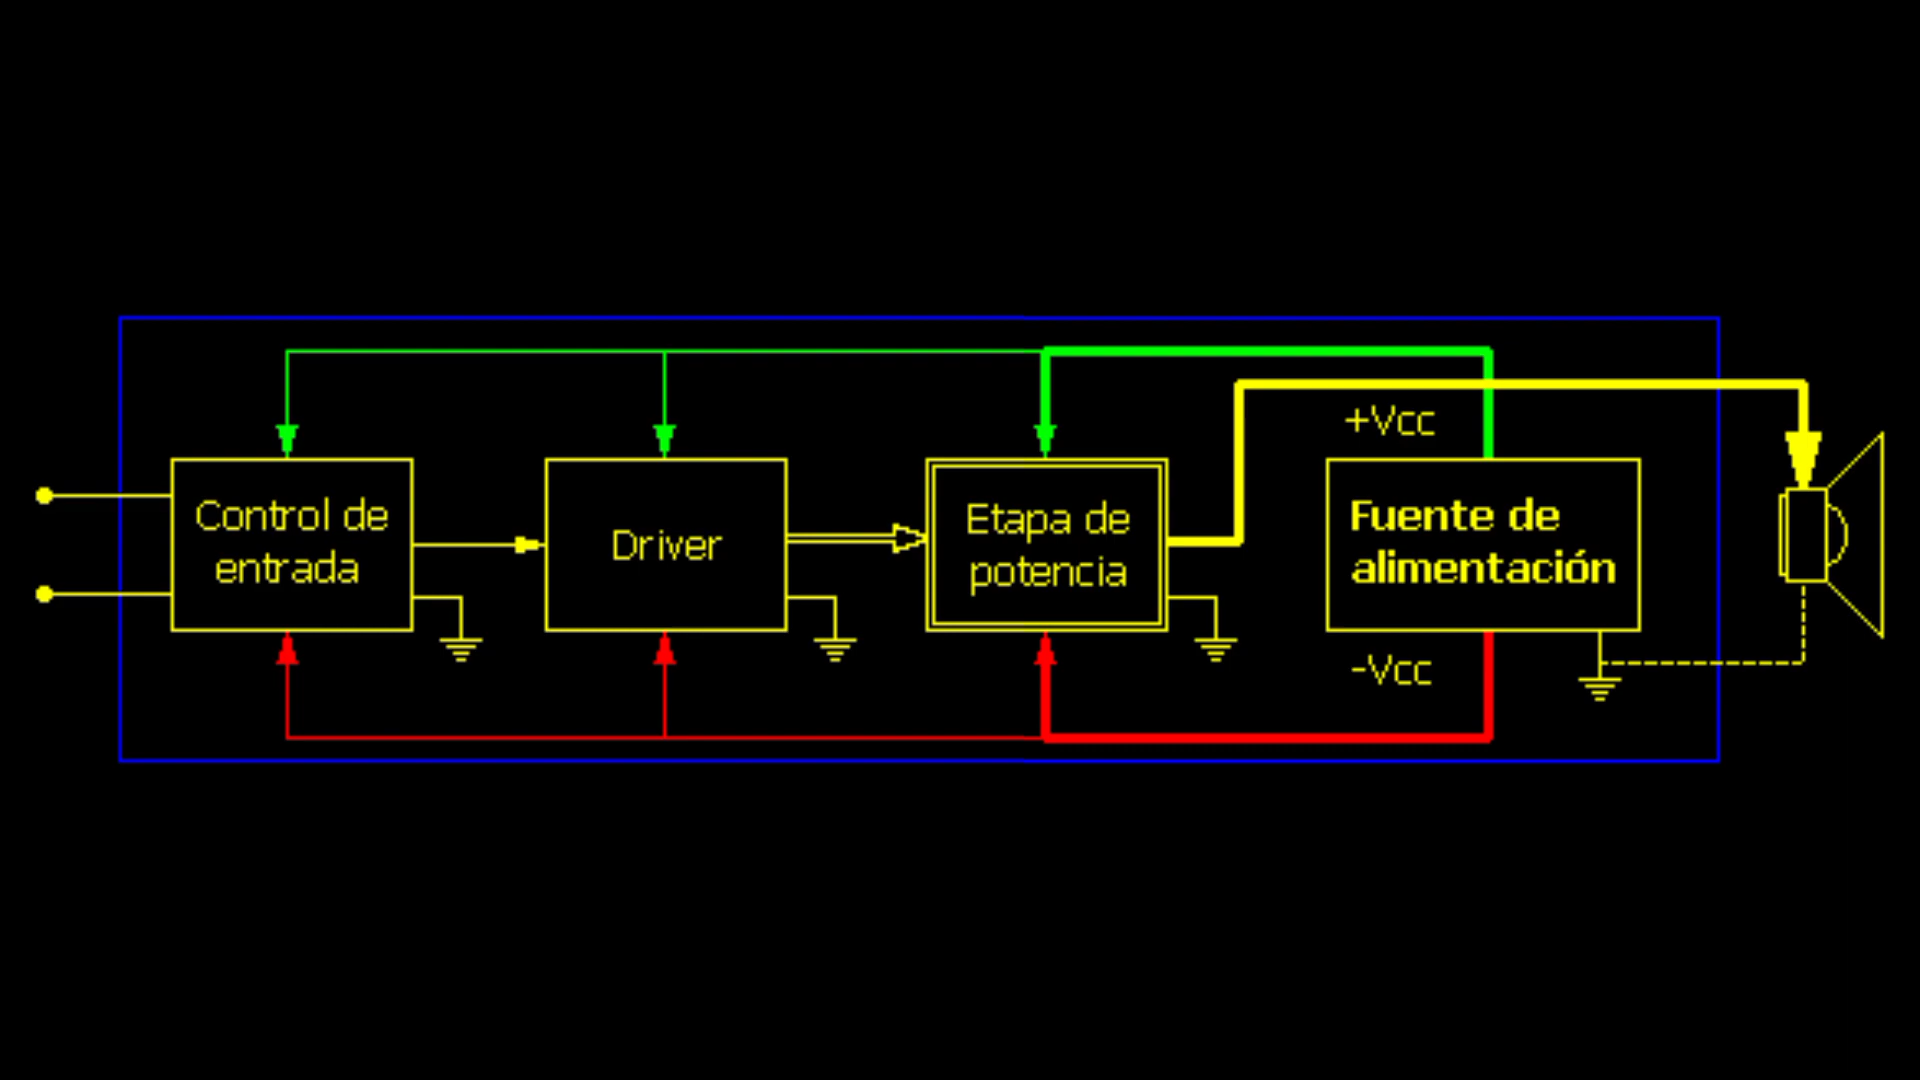 +Vcc
Control de
entrada
Driver
Etapa de
potencia
Fuente de
alimentación
-Vcc